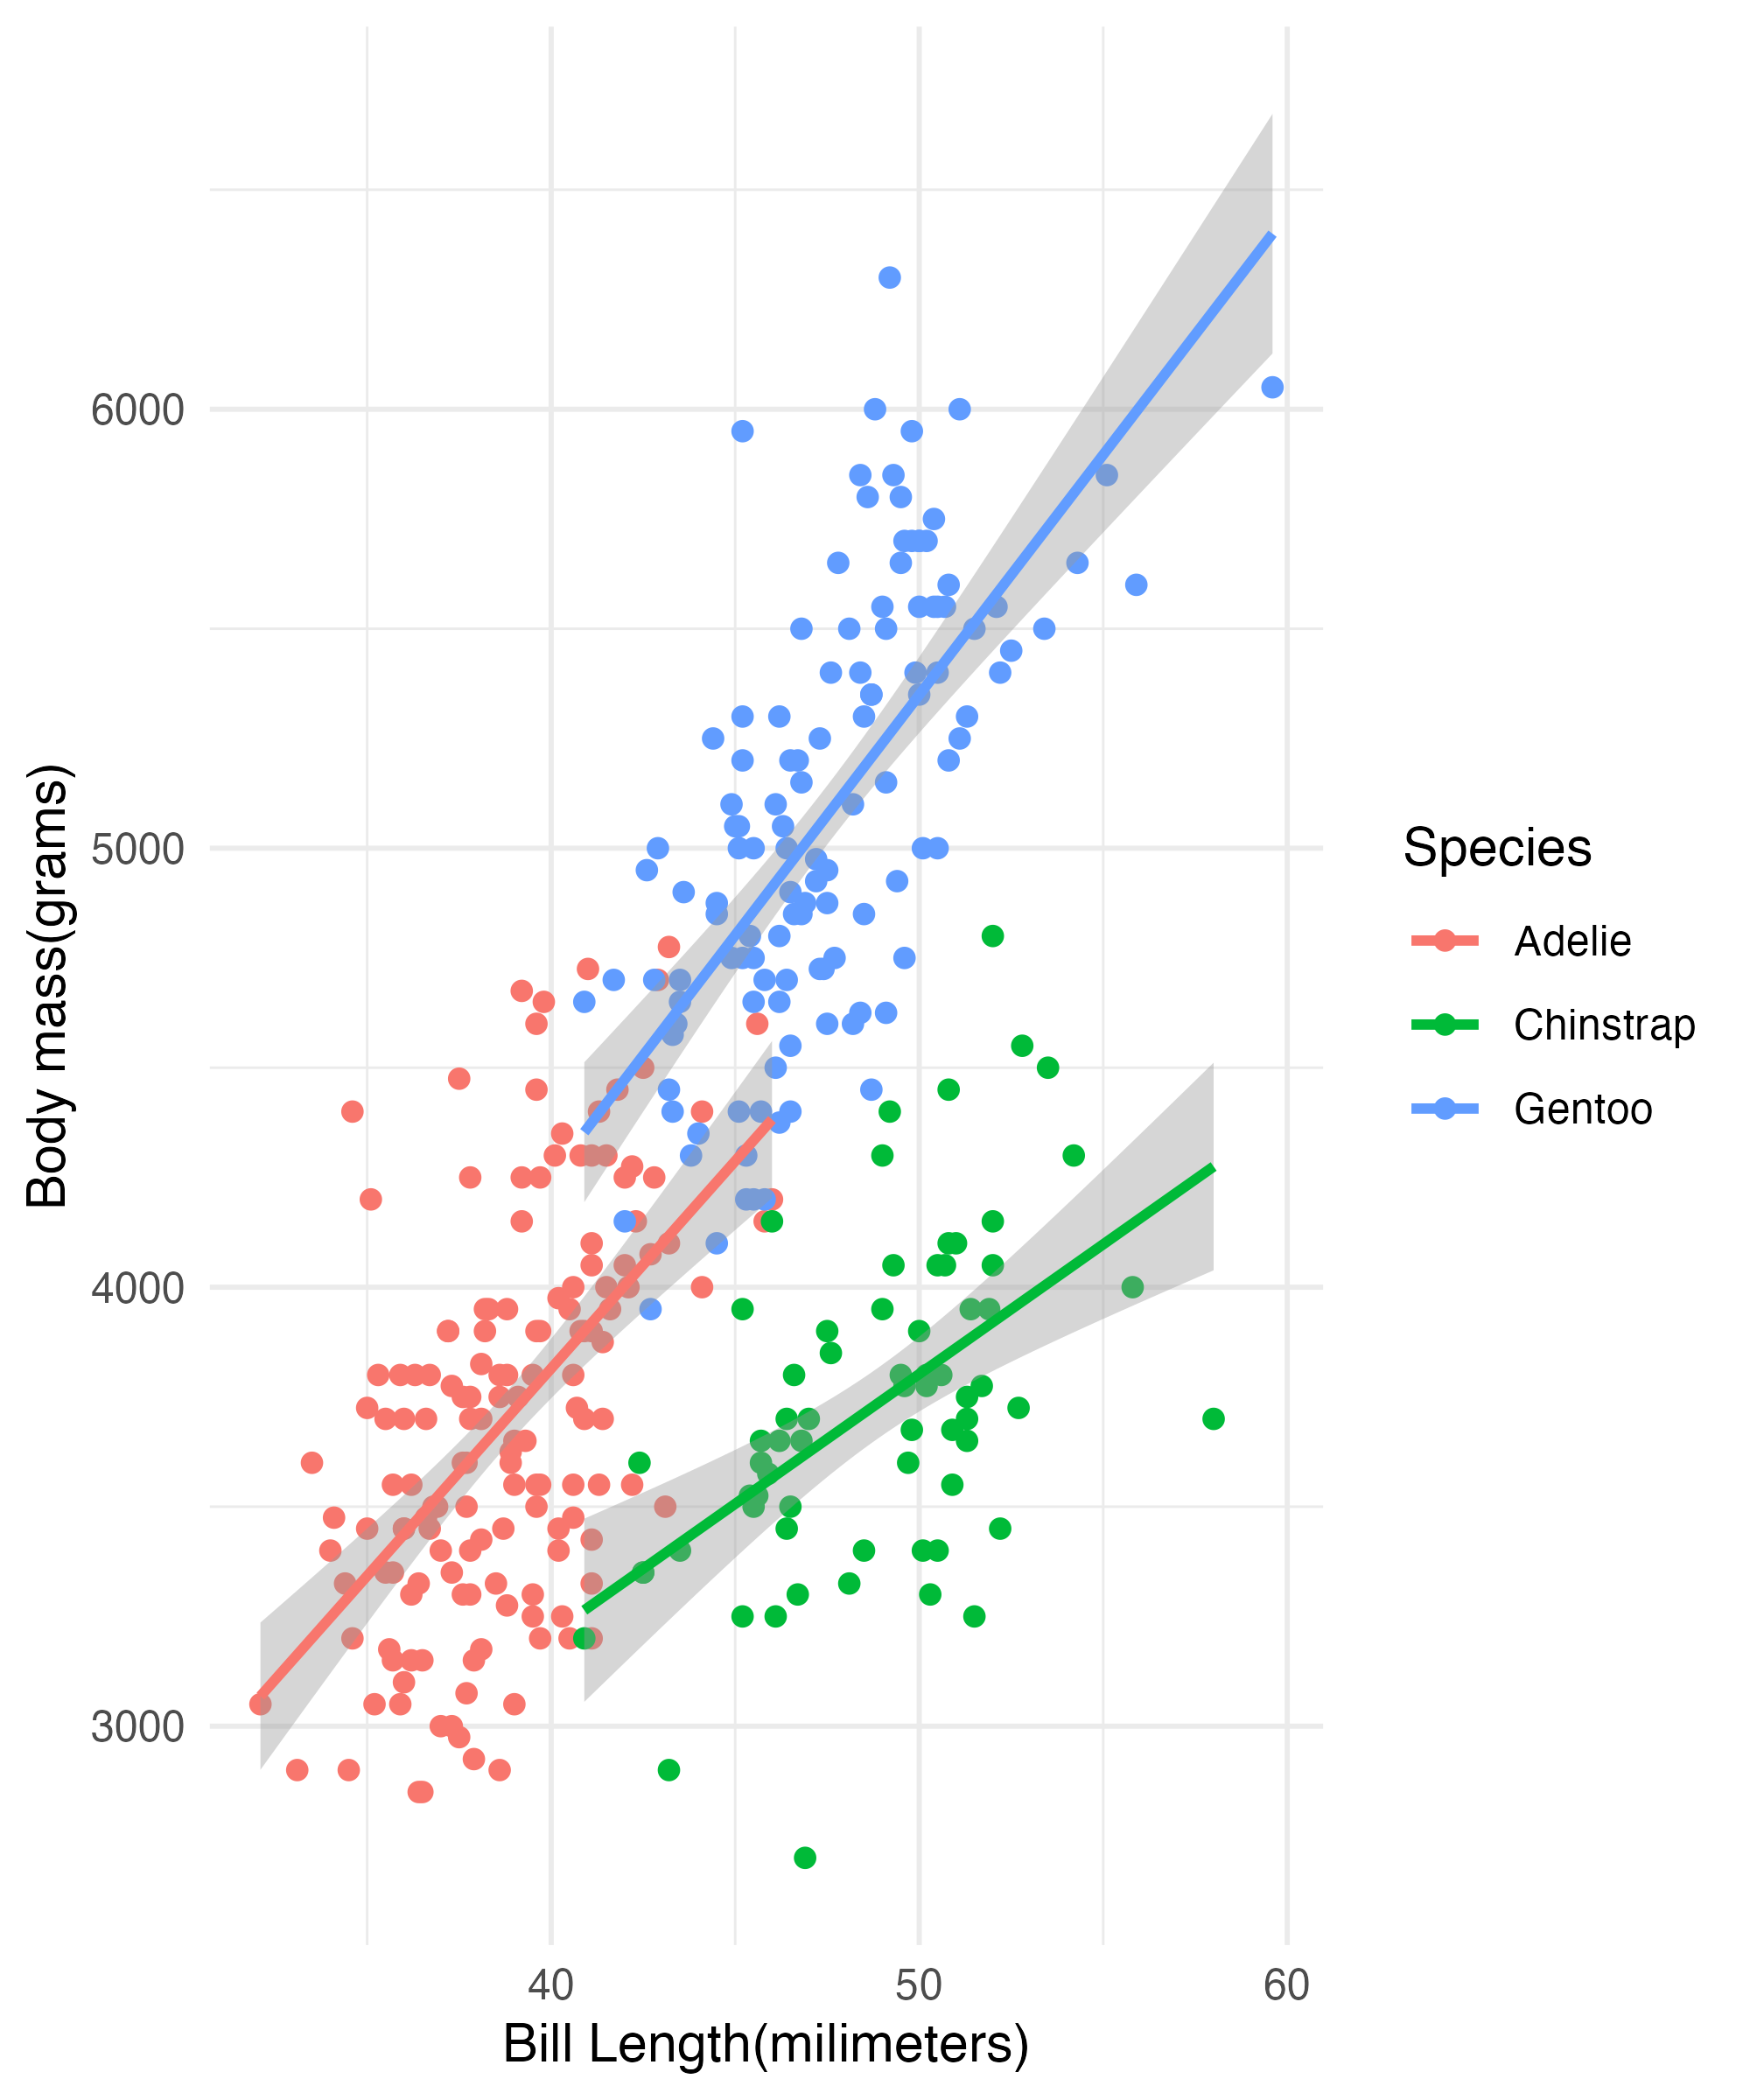 Body mass(grams)
6000
5000
4000
3000
40 50 60
Bill Length(milimeters)
Species
Adelie
Chinstrap
Gentoo